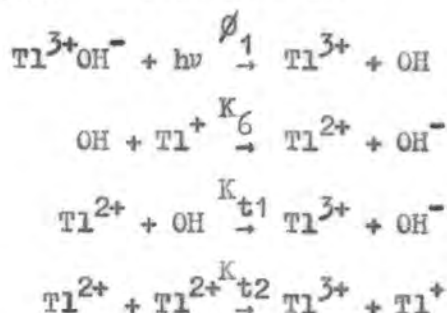 Tl³⁺OH⁻ + hν →^ø₁ Tl³⁺ + OH
OH + Tl⁺ →^K₆ Tl²⁺ + OH⁻
Tl²⁺ + OH →^Kₜ₁ Tl³⁺ + OH⁻
Tl²⁺ + Tl²⁺ →^Kₜ₂ Tl³⁺ + Tl⁺